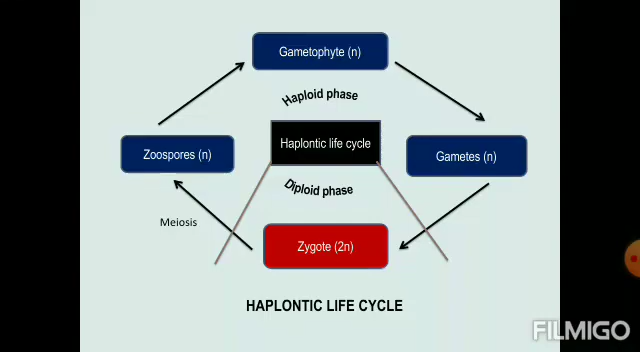 Gametophyte (n)
Haploid phase
Haplontic life cycle
Zoospores (n)
Gametes (n)
Diploid phase
Meiosis
Zygote (2n)
HAPLONTIC LIFE CYCLE
FILMIGO